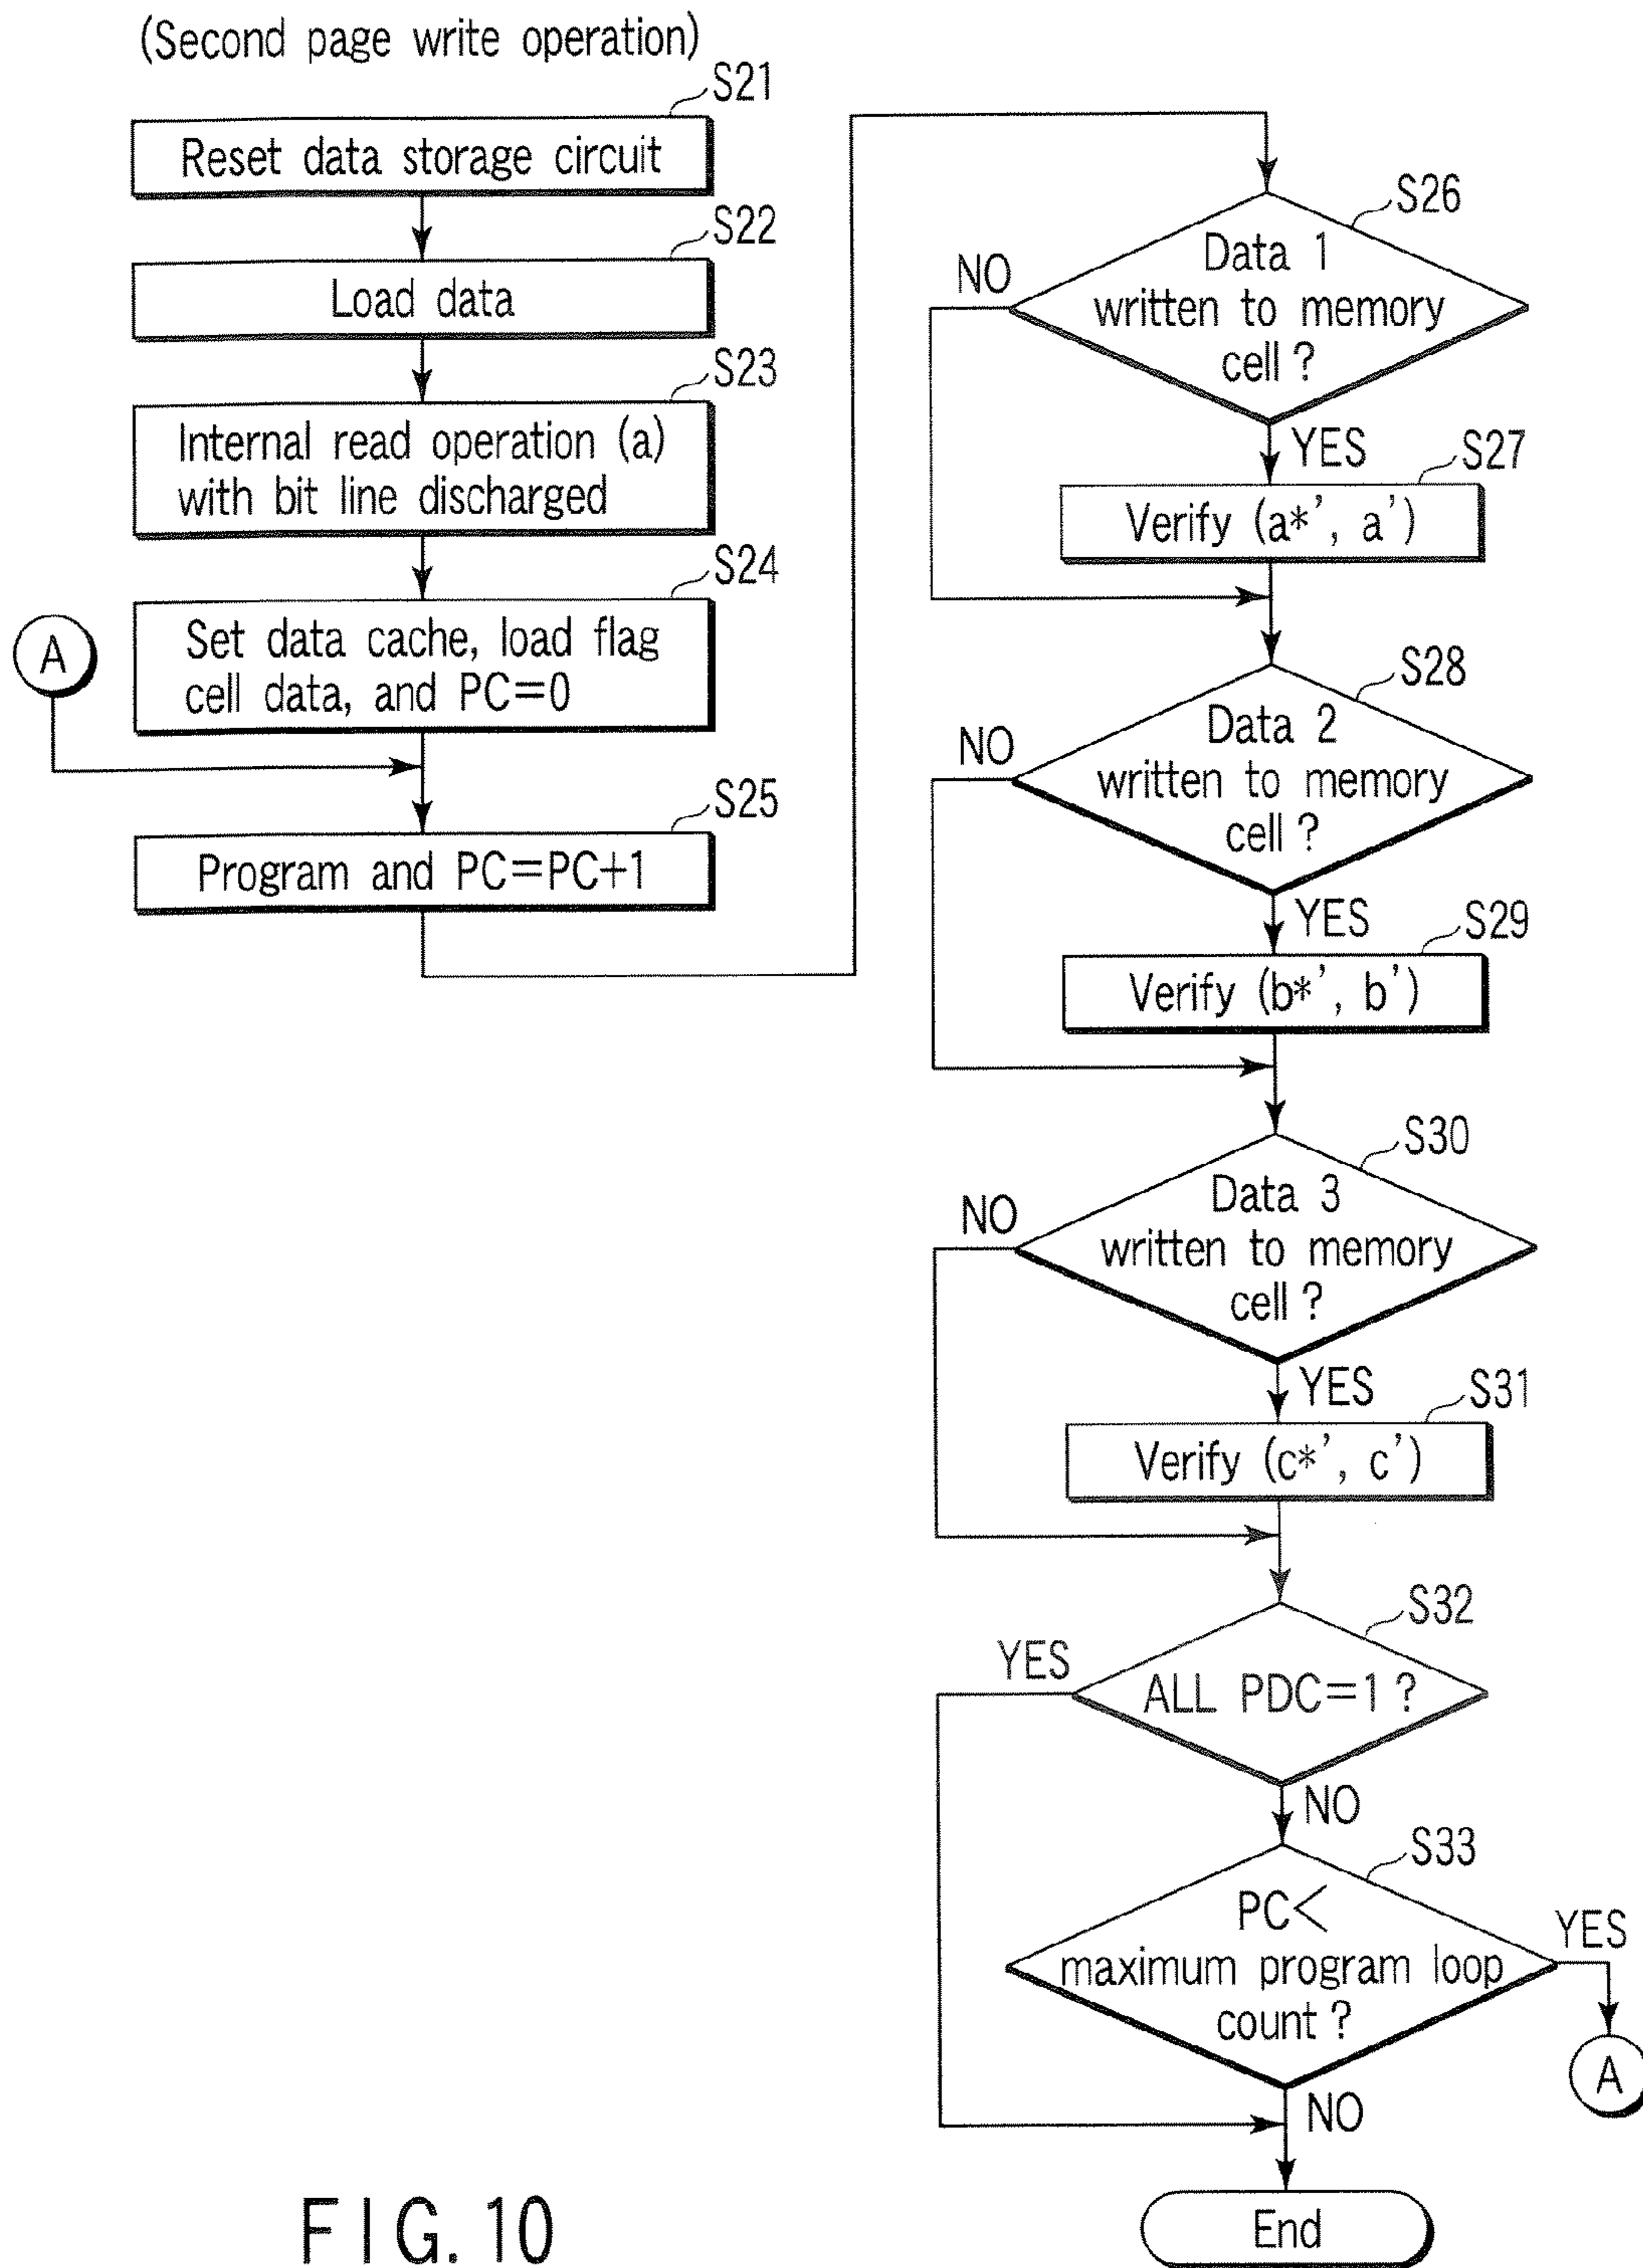 (Second page write operation)
S21
Reset data storage circuit
S22
Load data
S23
Internal read operation (a)
with bit line discharged
S24
Set data cache, load flag
cell data, and PC=0
A
S25
Program and PC=PC+1
S26
Data 1
written to memory
cell ?
NO
YES
S27
Verify (a*', a')
S28
Data 2
written to memory
cell ?
NO
YES
S29
Verify (b*', b')
S30
Data 3
written to memory
cell ?
NO
YES
S31
Verify (c*', c')
S32
ALL PDC=1 ?
YES
NO
S33
PC<
maximum program loop
count ?
YES
A
NO
End
FIG. 10